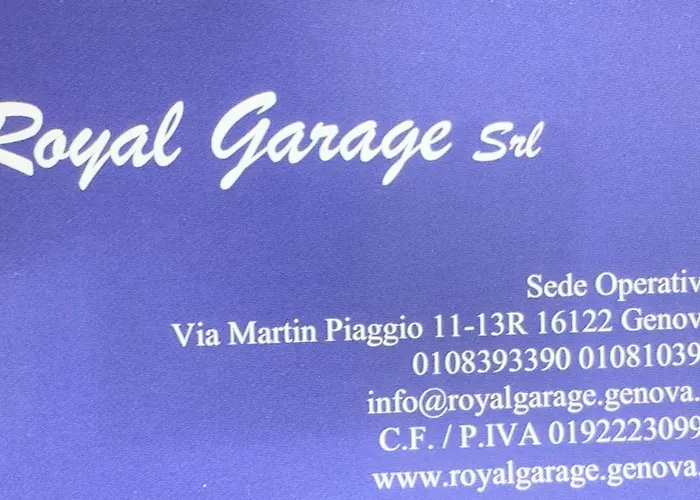 Royal Garage Srl
Sede Operativ
Via Martin Piaggio 11-13R 16122 Genov
0108393390 01081039
info@royalgarage.genova.
C.F. / P.IVA 0192223099
www.royalgarage.genova.